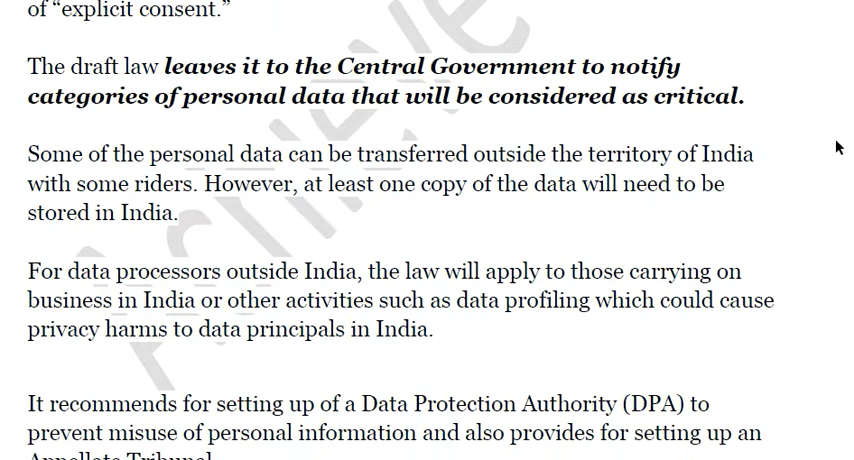 of “explicit consent.”
The draft law leaves it to the Central Government to notify
categories of personal data that will be considered as critical.
Some of the personal data can be transferred outside the territory of India
with some riders. However, at least one copy of the data will need to be
stored in India.
For data processors outside India, the law will apply to those carrying on
business in India or other activities such as data profiling which could cause
privacy harms to data principals in India.
It recommends for setting up of a Data Protection Authority (DPA) to
prevent misuse of personal information and also provides for setting up an
Appellate Tribunal